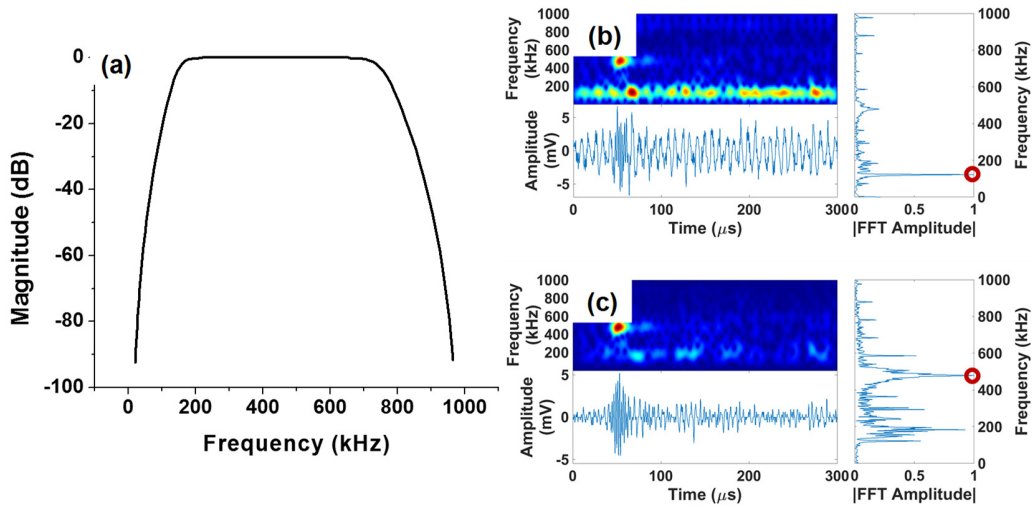 (a)
0
-20
-40
-60
-80
-100
Magnitude (dB)
0 200 400 600 800 1000
Frequency (kHz)
(b)
1000
800
600
400
200
Frequency
(kHz)
5
0
-5
Amplitude
(mV)
0 100 200 300
Time (μs)
1000
800
600
400
200
0
Frequency (kHz)
0 0.5 1
|FFT Amplitude|
(c)
1000
800
600
400
200
Frequency
(kHz)
5
0
-5
Amplitude
(mV)
0 100 200 300
Time (μs)
1000
800
600
400
200
0
Frequency (kHz)
0 0.5 1
|FFT Amplitude|